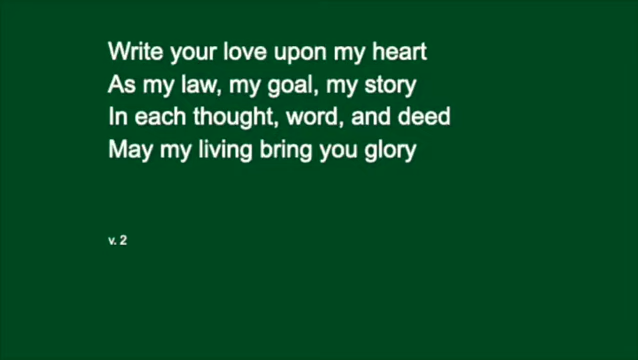 Write your love upon my heart
As my law, my goal, my story
In each thought, word, and deed
May my living bring you glory
v. 2